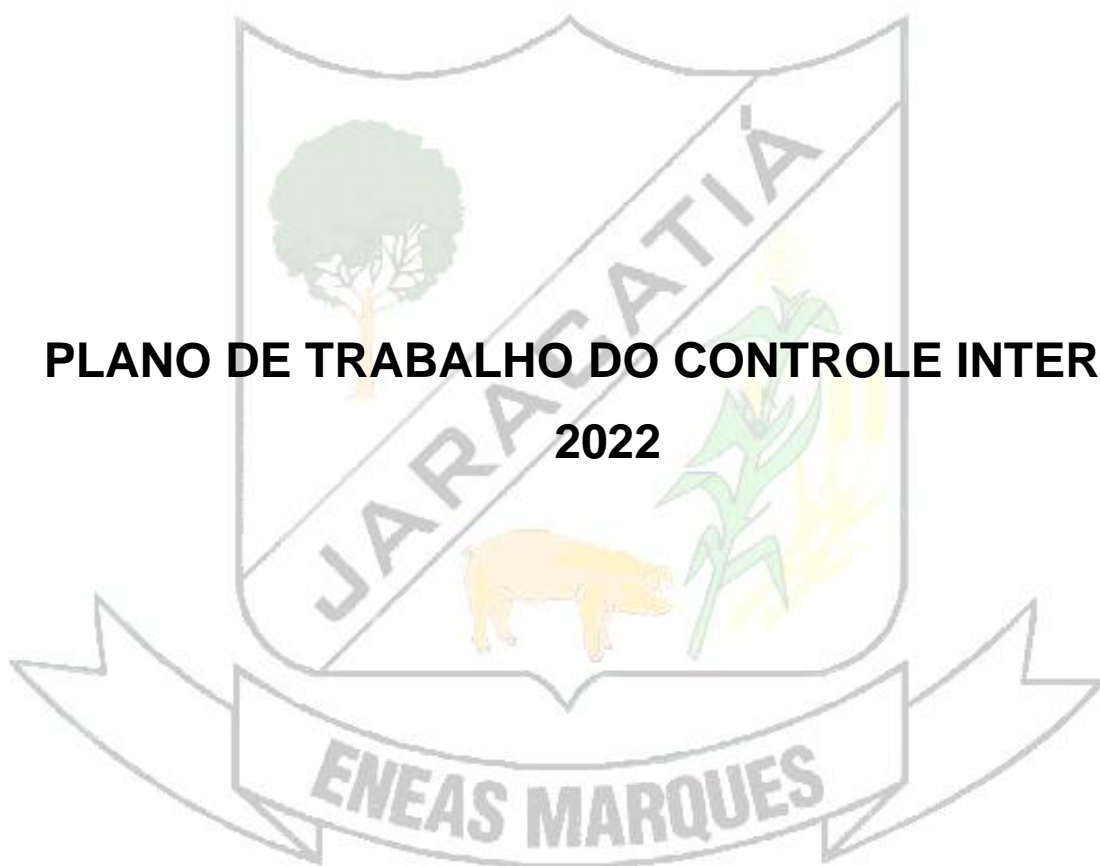 JARACATIÁ
PLANO DE TRABALHO DO CONTROLE INTER
2022
ENEAS MARQUES